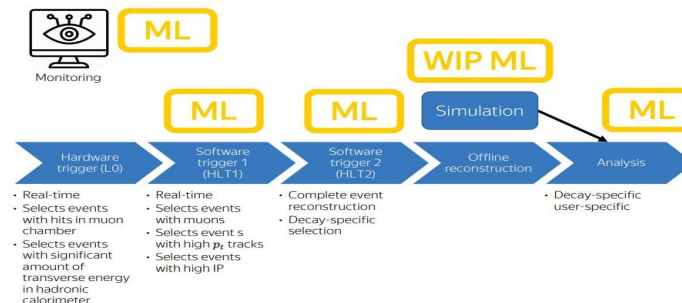 ML
Monitoring
WIP ML
ML
ML
Simulation
ML
Hardware
trigger (L0)
Software
trigger 1
(HLT1)
Software
trigger 2
(HLT2)
Offline
reconstruction
Analysis
• Real-time
• Selects events
with hits in muon
chamber
• Selects events
with significant
amount of
transverse energy
in hadronic
calorimeter
• Real-time
• Selects events
with muons
• Selects event s
with high pₜ tracks
• Selects events
with high IP
• Complete event
reconstruction
• Decay-specific
selection
• Decay-specific
user-specific